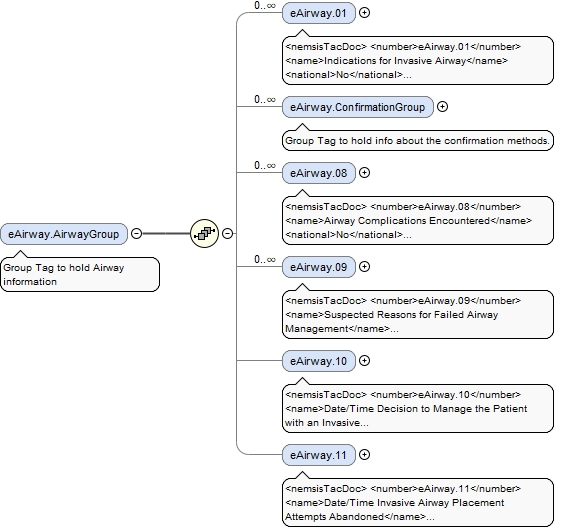 0..∞
eAirway.01
<nemsisTacDoc> <number>eAirway.01</number>
<name>Indications for Invasive Airway</name>
<national>No</national>...
0..∞
eAirway.ConfirmationGroup
Group Tag to hold info about the confirmation methods.
0..∞
eAirway.08
<nemsisTacDoc> <number>eAirway.08</number>
<name>Airway Complications Encountered</name>
<national>No</national>...
eAirway.AirwayGroup
Group Tag to hold Airway
information
0..∞
eAirway.09
<nemsisTacDoc> <number>eAirway.09</number>
<name>Suspected Reasons for Failed Airway
Management</name>...
eAirway.10
<nemsisTacDoc> <number>eAirway.10</number>
<name>Date/Time Decision to Manage the Patient
with an Invasive...
eAirway.11
<nemsisTacDoc> <number>eAirway.11</number>
<name>Date/Time Invasive Airway Placement
Attempts Abandoned</name>...